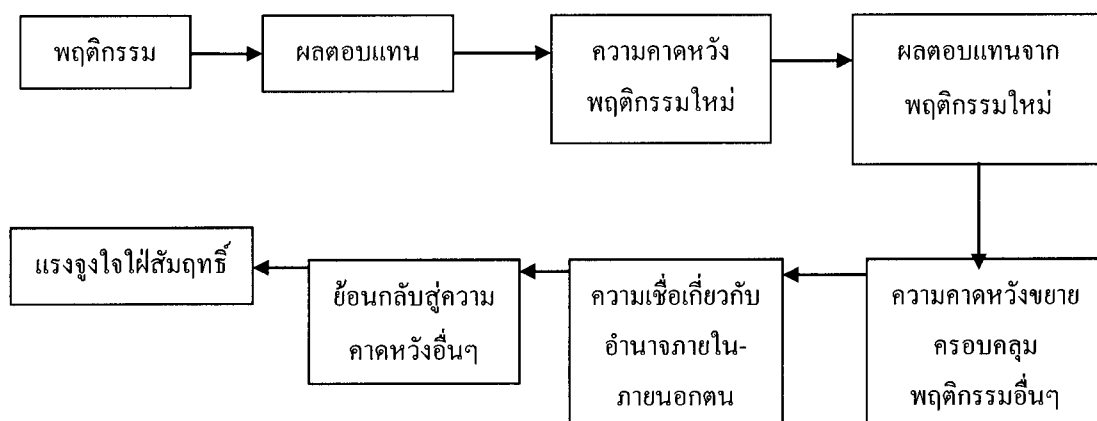 พฤติกรรม
ผลตอบแทน
ความคาดหวัง
พฤติกรรมใหม่
ผลตอบแทนจาก
พฤติกรรมใหม่
ความคาดหวังขยาย
ครอบคลุม
พฤติกรรมอื่นๆ
ความเชื่อเกี่ยวกับ
อำนาจภายใน-
ภายนอกตน
ย้อนกลับสู่ความ
คาดหวังอื่นๆ
แรงจูงใจใฝ่สัมฤทธิ์